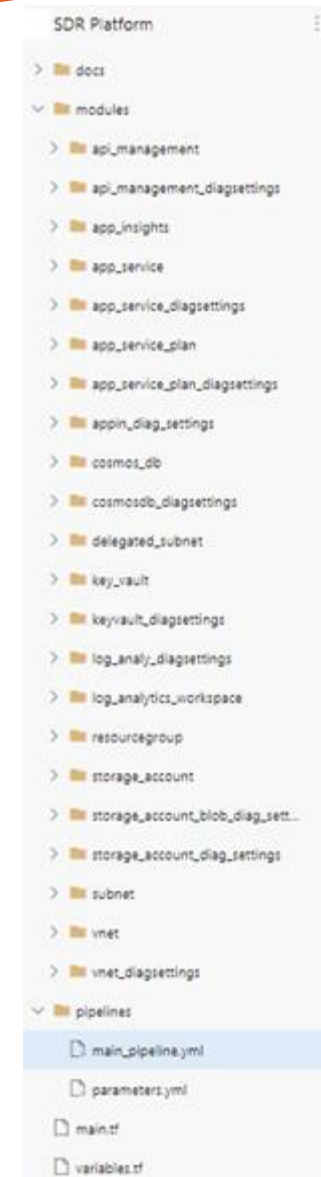 SDR Platform
docs
modules
api_management
api_management_diagsettings
app_insights
app_service
app_service_diagsettings
app_service_plan
app_service_plan_diagsettings
appin_diag_settings
cosmos_db
cosmosdb_diagsettings
delegated_subnet
key_vault
keyvault_diagsettings
log_analy_diagsettings
log_analytics_workspace
resourcegroup
storage_account
storage_account_blob_diag_sett...
storage_account_diag_settings
subnet
vnet
vnet_diagsettings
pipelines
main_pipeline.yml
parameters.yml
main.tf
variables.tf